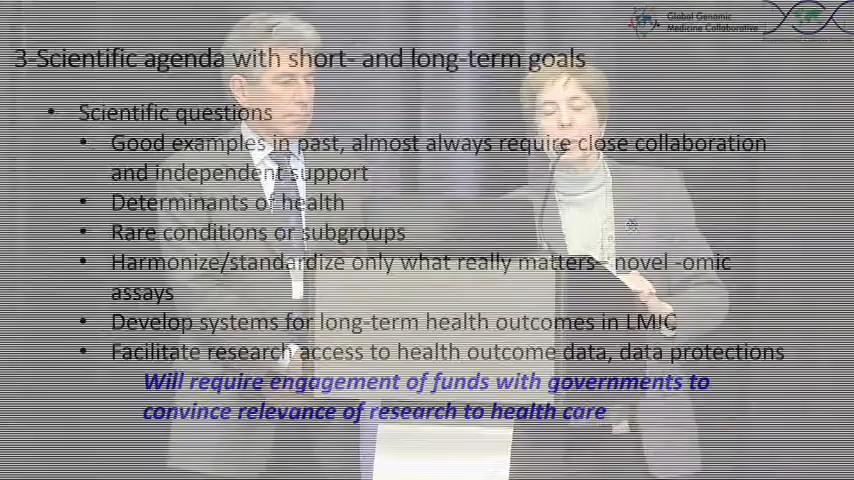 Global Genomic
Medicine Collaborative
3-Scientific agenda with short- and long-term goals
• Scientific questions
• Good examples in past, almost always require close collaboration
and independent support
• Determinants of health
• Rare conditions or subgroups
• Harmonize/standardize only what really matters– novel -omic
assays
• Develop systems for long-term health outcomes in LMIC
• Facilitate research access to health outcome data, data protections
Will require engagement of funds with governments to
convince relevance of research to health care